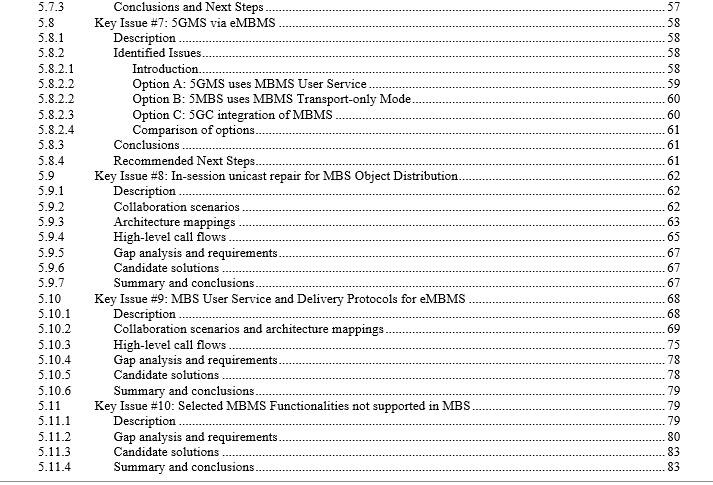 5.7.3 Conclusions and Next Steps 57
5.8 Key Issue #7: 5GMS via eMBMS 58
5.8.1 Description 58
5.8.2 Identified Issues 58
5.8.2.1 Introduction 58
5.8.2.2 Option A: 5GMS uses MBMS User Service 59
5.8.2.2 Option B: 5MBS uses MBMS Transport-only Mode 60
5.8.2.3 Option C: 5GC integration of MBMS 60
5.8.2.4 Comparison of options 61
5.8.3 Conclusions 61
5.8.4 Recommended Next Steps 61
5.9 Key Issue #8: In-session unicast repair for MBS Object Distribution 62
5.9.1 Description 62
5.9.2 Collaboration scenarios 62
5.9.3 Architecture mappings 63
5.9.4 High-level call flows 65
5.9.5 Gap analysis and requirements 67
5.9.6 Candidate solutions 67
5.9.7 Summary and conclusions 67
5.10 Key Issue #9: MBS User Service and Delivery Protocols for eMBMS 68
5.10.1 Description 68
5.10.2 Collaboration scenarios and architecture mappings 69
5.10.3 High-level call flows 75
5.10.4 Gap analysis and requirements 78
5.10.5 Candidate solutions 78
5.10.6 Summary and conclusions 79
5.11 Key Issue #10: Selected MBMS Functionalities not supported in MBS 79
5.11.1 Description 79
5.11.2 Gap analysis and requirements 80
5.11.3 Candidate solutions 83
5.11.4 Summary and conclusions 83